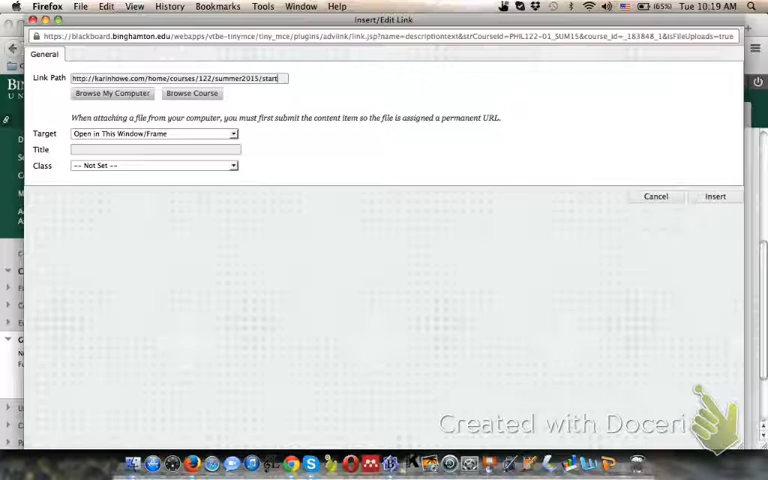 Firefox File Edit View History Bookmarks Tools Window Help (165%) Tue 10:19 AM
Insert/Edit Link
https://blackboard.binghamton.edu/webapps/vtbe-tinymce/tiny_mce/plugins/advlink/link.jsp?name=descriptiontext&strCourseId=PHL122-01_SUM15&course_id=_183848_1&isFileUploads=true
General
Link Path http://karinhowe.com/home/courses/122/summer2015/start
Browse My Computer Browse Course
When attaching a file from your computer, you must first submit the content item so the file is assigned a permanent URL.
Target Open in This Window/Frame
Title
Class -- Not Set --
Cancel Insert
Created with Doceri